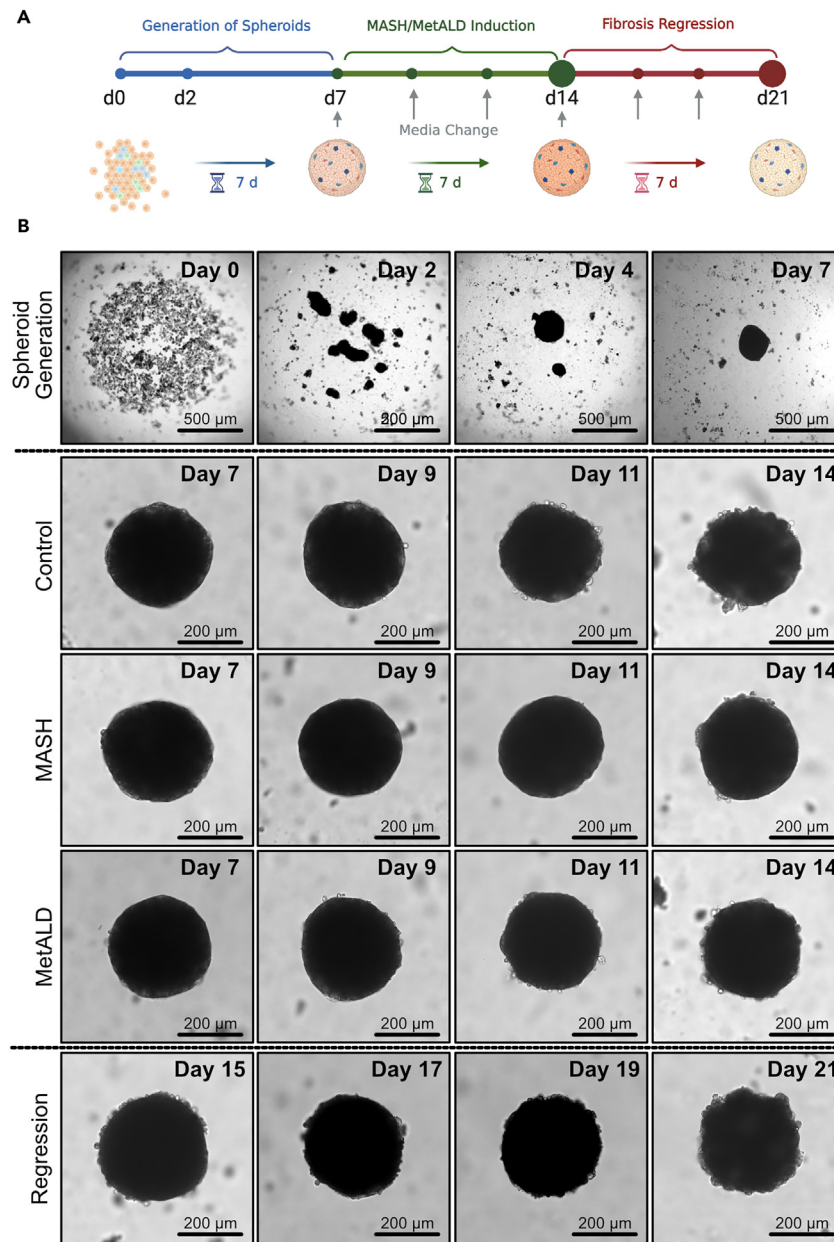 A
Generation of Spheroids MASH/MetALD Induction Fibrosis Regression
d0 d2 d7 d14 d21
Media Change
7 d 7 d 7 d
B
Spheroid
Generation
Day 0 Day 2 Day 4 Day 7
500 µm 500 µm 500 µm 500 µm
Control
Day 7 Day 9 Day 11 Day 14
200 µm 200 µm 200 µm 200 µm
MASH
Day 7 Day 9 Day 11 Day 14
200 µm 200 µm 200 µm 200 µm
MetALD
Day 7 Day 9 Day 11 Day 14
200 µm 200 µm 200 µm 200 µm
Regression
Day 15 Day 17 Day 19 Day 21
200 µm 200 µm 200 µm 200 µm